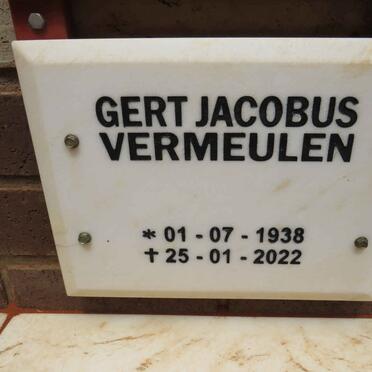 GERT JACOBUS
VERMEULEN
* 01 - 07 - 1938
✝ 25 - 01 - 2022